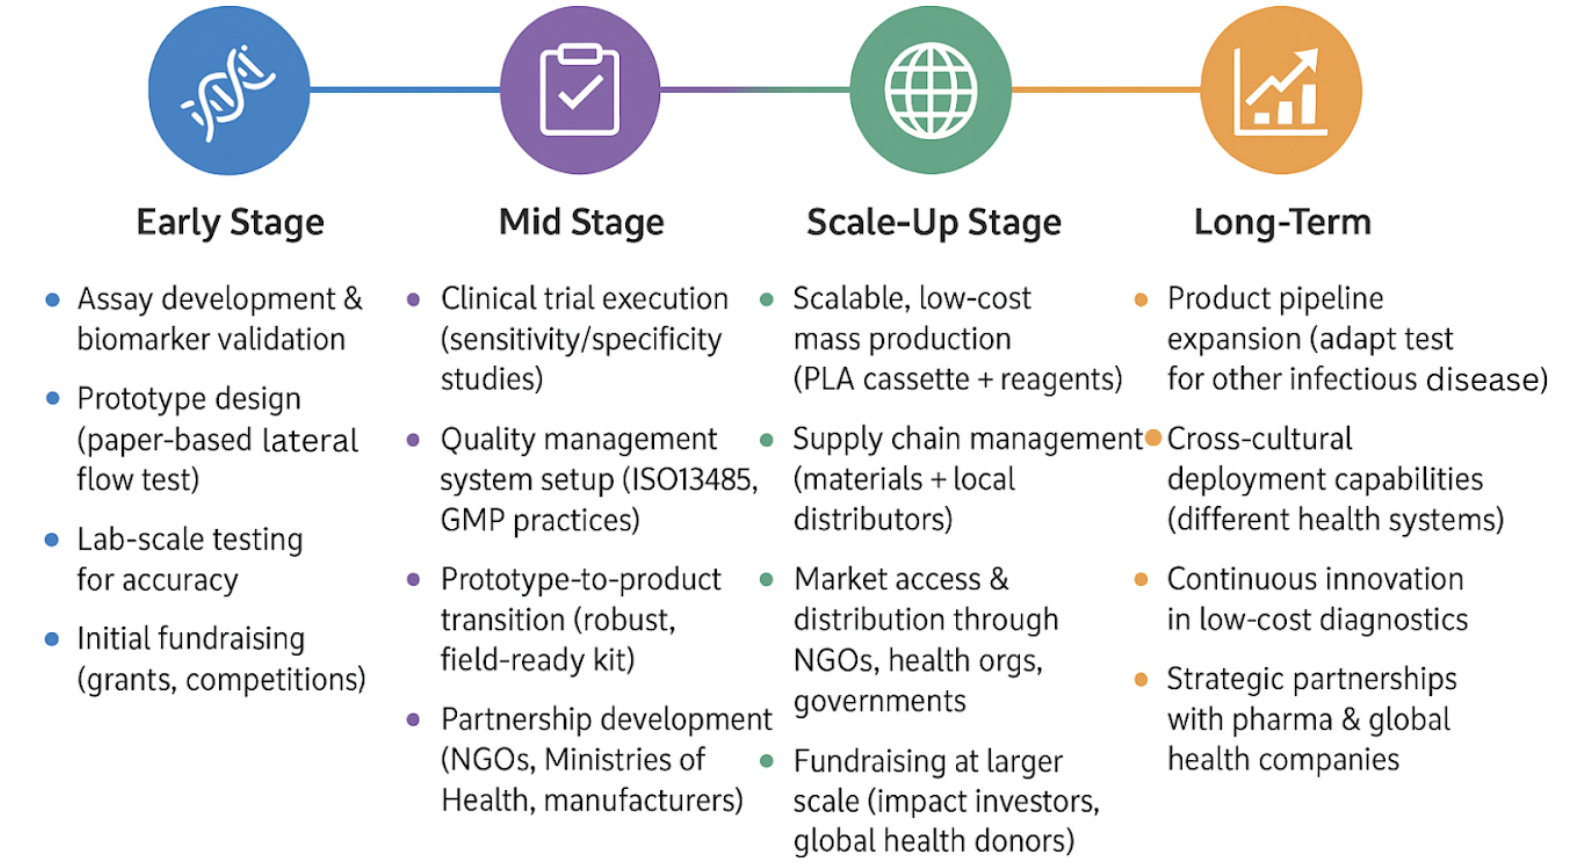 Early Stage
Assay development &
biomarker validation
Prototype design
(paper-based lateral
flow test)
Lab-scale testing
for accuracy
Initial fundraising
(grants, competitions)
Mid Stage
Clinical trial execution
(sensitivity/specificity
studies)
Quality management
system setup (ISO13485,
GMP practices)
Prototype-to-product
transition (robust,
field-ready kit)
Partnership development
(NGOs, Ministries of
Health, manufacturers)
Scale-Up Stage
Scalable, low-cost
mass production
(PLA cassette + reagents)
Supply chain management
(materials + local
distributors)
Market access &
distribution through
NGOs, health orgs,
governments
Fundraising at larger
scale (impact investors,
global health donors)
Long-Term
Product pipeline
expansion (adapt test
for other infectious disease)
Cross-cultural
deployment capabilities
(different health systems)
Continuous innovation
in low-cost diagnostics
Strategic partnerships
with pharma & global
health companies